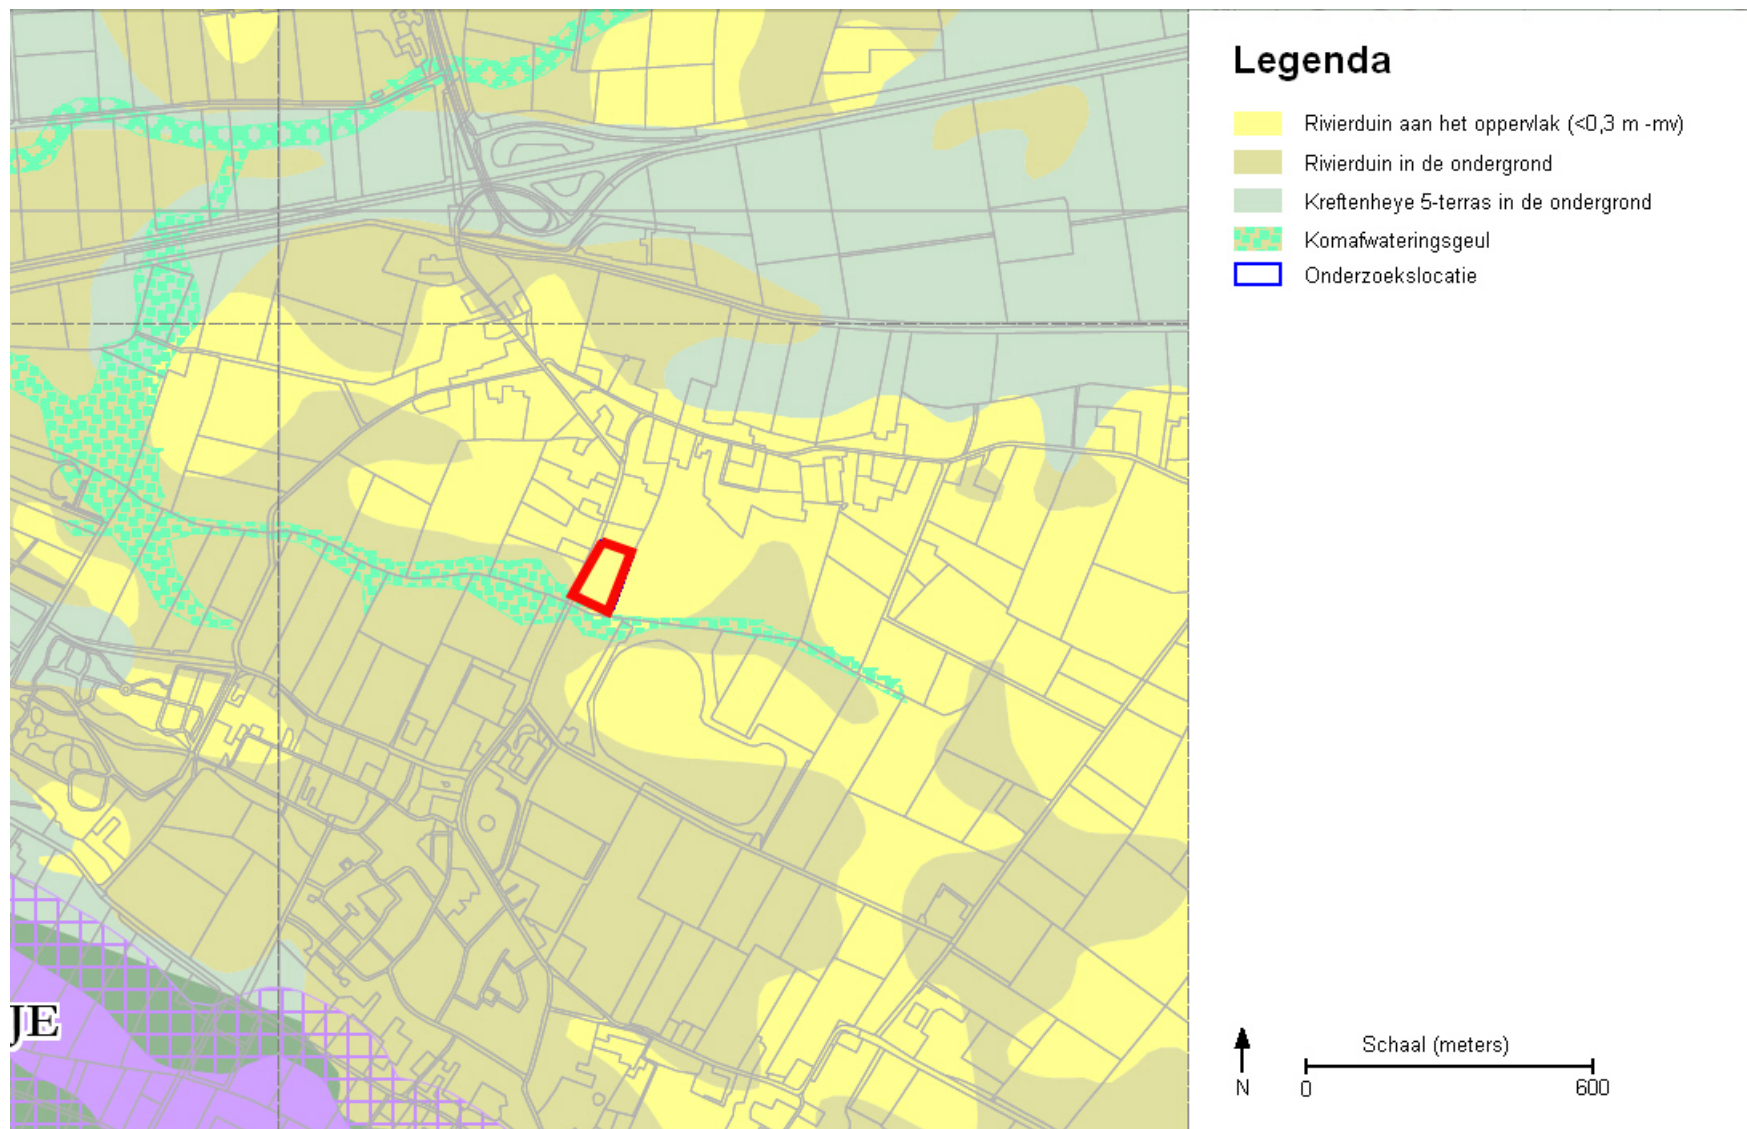 Legenda
Rivierduin aan het oppervlak (<0,3 m -mv)
Rivierduin in de ondergrond
Kreftenheye 5-terras in de ondergrond
Komafwateringsgeul
Onderzoekslocatie
JE
Schaal (meters)
N 0 600